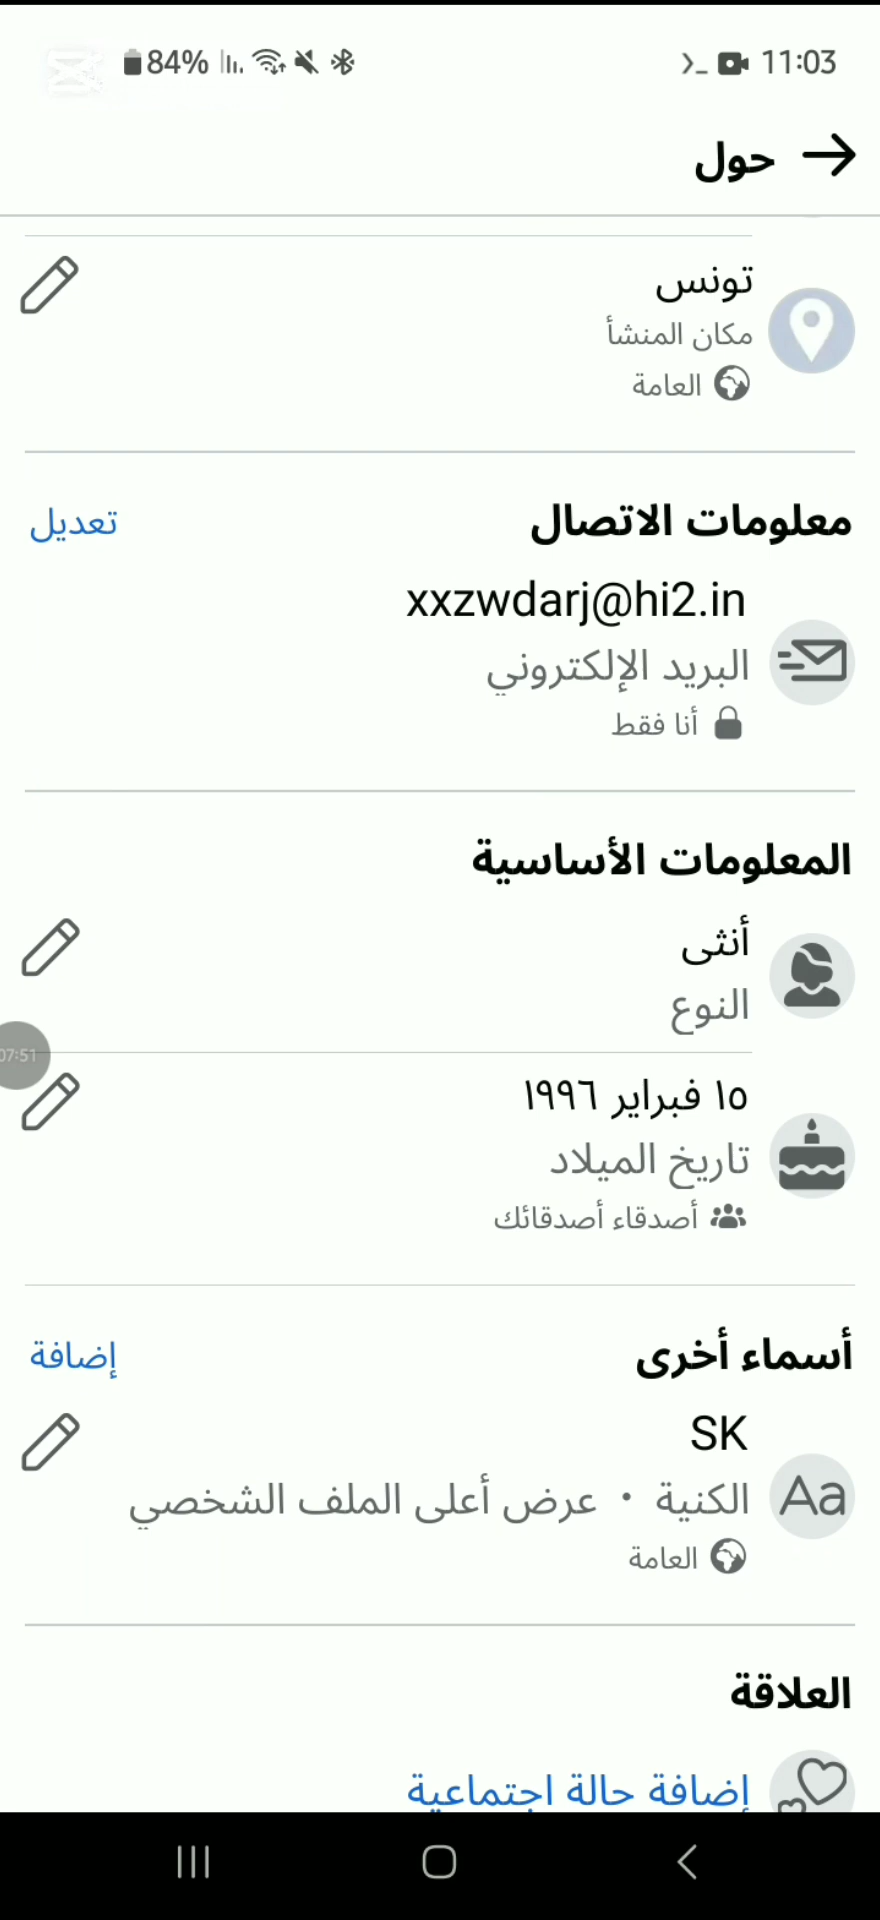 84%
11:03
حول
تونس
مكان المنشأ
العامة
معلومات الاتصال
تعديل
xxzwdarj@hi2.in
البريد الإلكتروني
أنا فقط
المعلومات الأساسية
أنثى
النوع
07:51
١٥ فبراير ١٩٩٦
تاريخ الميلاد
أصدقاء أصدقائك
أسماء أخرى
إضافة
SK
Aa
الكنية • عرض أعلى الملف الشخصي
العامة
العلاقة
إضافة حالة اجتماعية